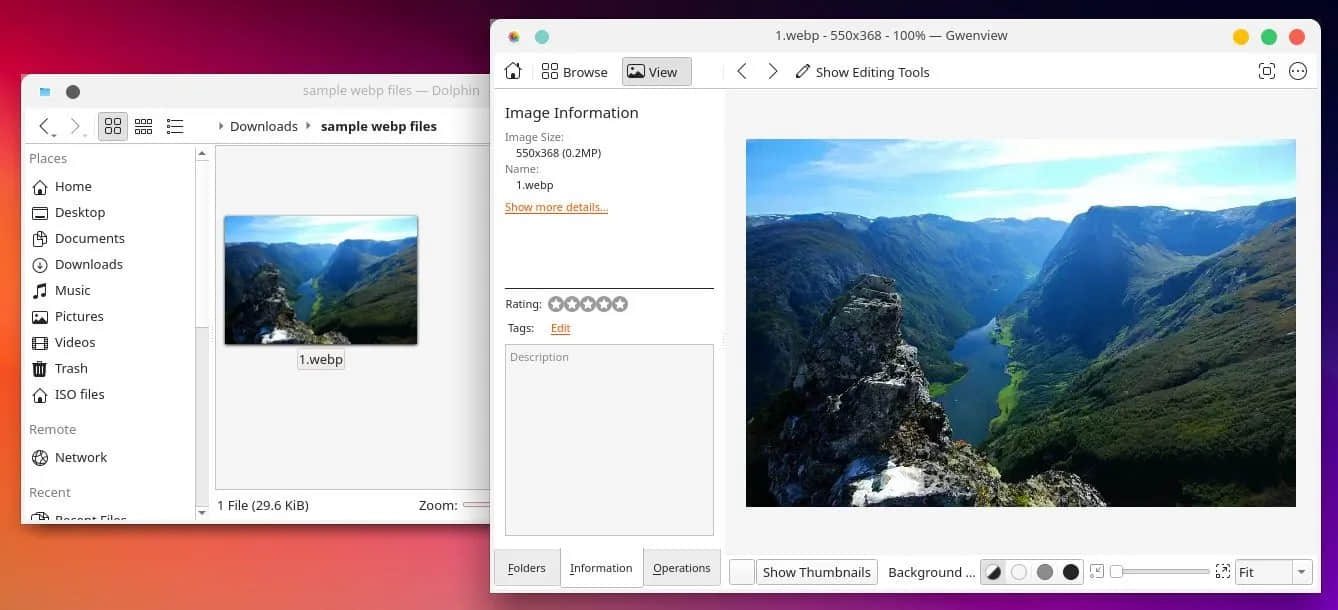 sample webp files — Dolphin
Downloads
sample webp files
Places
Home
Desktop
Documents
Downloads
Music
Pictures
Videos
Trash
ISO files
Remote
Network
Recent
Recent Files
1.webp
1 File (29.6 KiB)
Zoom:
1.webp - 550x368 - 100% — Gwenview
Browse
View
Show Editing Tools
Image Information
Image Size:
550x368 (0.2MP)
Name:
1.webp
Show more details...
Rating:
Tags: Edit
Description
Folders
Information
Operations
Show Thumbnails
Background ...
Fit